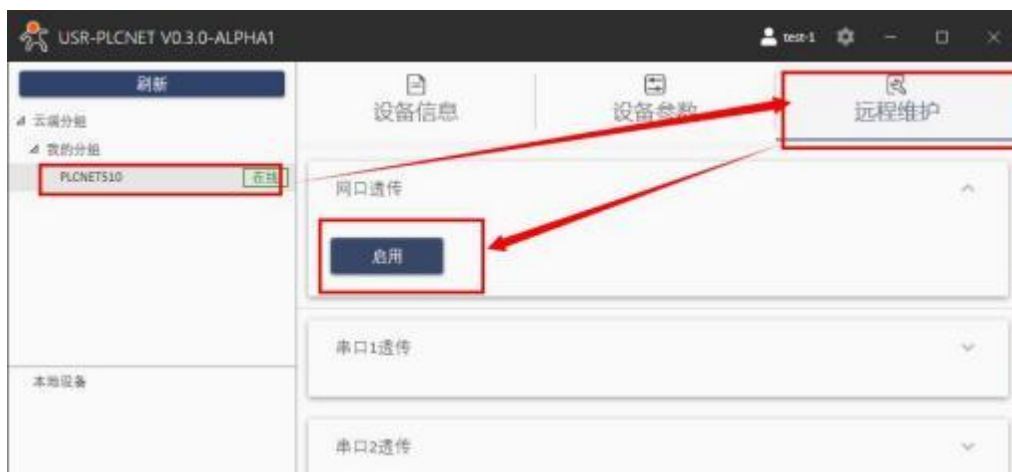 USR-PLCNET V0.3.0-ALPHA1
test-1
刷新
云端分组
我的分组
PLCNET510
在线
设备信息
设备参数
远程维护
网口透传
启用
串口1透传
串口2透传
本地设备